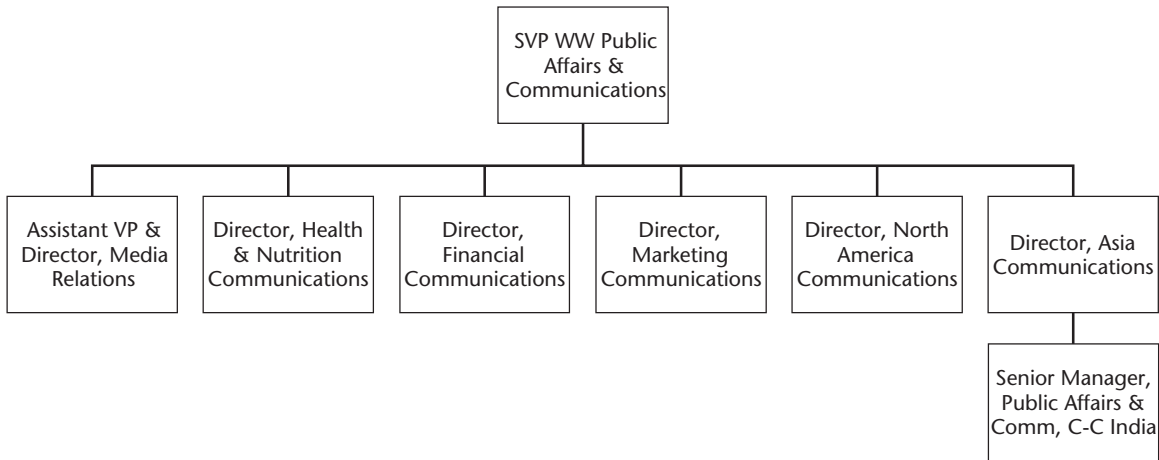 SVP WW Public
Affairs &
Communications
Assistant VP &
Director, Media
Relations
Director, Health
& Nutrition
Communications
Director,
Financial
Communications
Director,
Marketing
Communications
Director, North
America
Communications
Director, Asia
Communications
Senior Manager,
Public Affairs &
Comm, C-C India